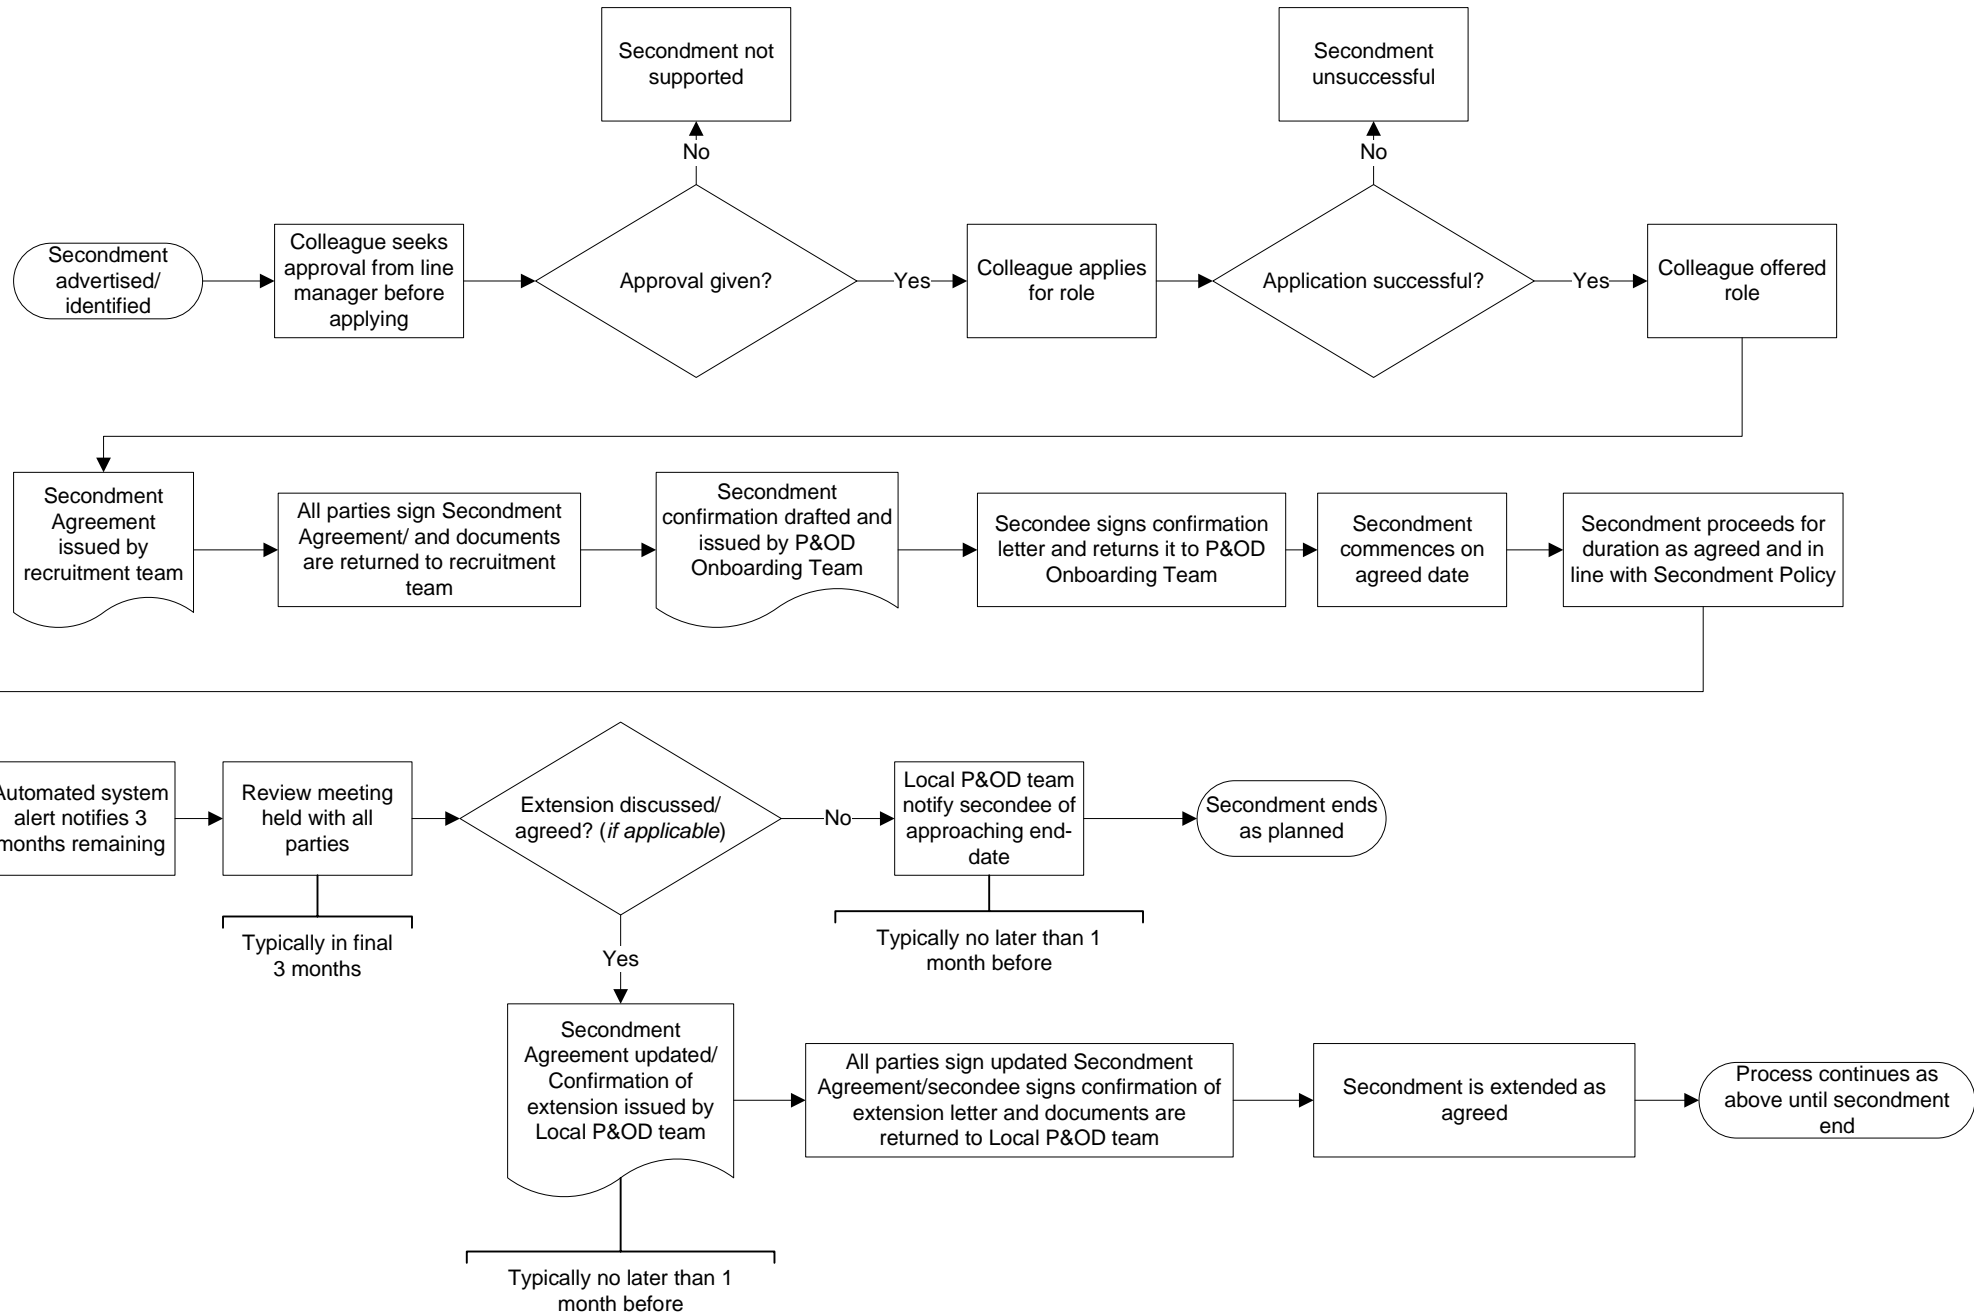 Secondment not
supported
Secondment
unsuccessful
No
No
Secondment
advertised/
identified
Colleague seeks
approval from line
manager before
applying
Approval given?
Yes
Colleague applies
for role
Application successful?
Yes
Colleague offered
role
Secondment
Agreement
issued by
recruitment team
All parties sign Secondment
Agreement/ and documents
are returned to recruitment
team
Secondment
confirmation drafted and
issued by P&OD
Onboarding Team
Secondee signs confirmation
letter and returns it to P&OD
Onboarding Team
Secondment
commences on
agreed date
Secondment proceeds for
duration as agreed and in
line with Secondment Policy
Automated system
alert notifies 3
months remaining
Review meeting
held with all
parties
Typically in final
3 months
Extension discussed/
agreed? (if applicable)
No
Local P&OD team
notify secondee of
approaching end-
date
Typically no later than 1
month before
Secondment ends
as planned
Yes
Secondment
Agreement updated/
Confirmation of
extension issued by
Local P&OD team
Typically no later than 1
month before
All parties sign updated Secondment
Agreement/secondee signs confirmation of
extension letter and documents are
returned to Local P&OD team
Secondment is extended as
agreed
Process continues as
above until secondment
end